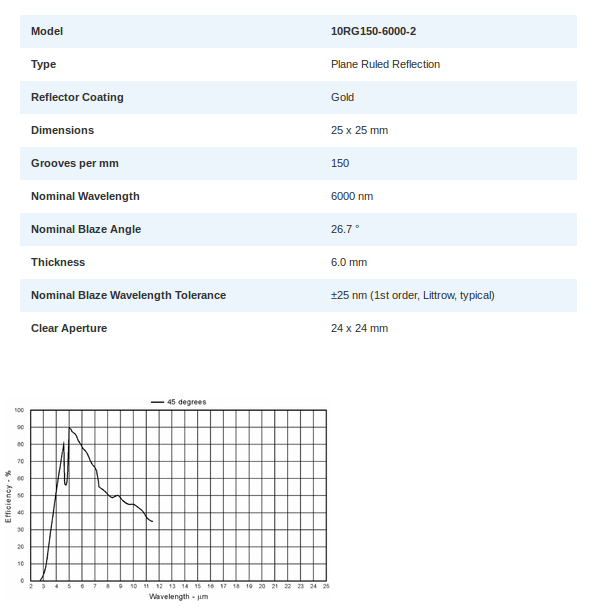 Model 10RG150-6000-2
Type Plane Ruled Reflection
Reflector Coating Gold
Dimensions 25 x 25 mm
Grooves per mm 150
Nominal Wavelength 6000 nm
Nominal Blaze Angle 26.7 °
Thickness 6.0 mm
Nominal Blaze Wavelength Tolerance ±25 nm (1st order, Littrow, typical)
Clear Aperture 24 x 24 mm
45 degrees
Efficiency - %
100
90
80
70
60
50
40
30
20
10
0
2 3 4 5 6 7 8 9 10 11 12 13 14 15 16 17 18 19 20 21 22 23 24 25
Wavelength - µm